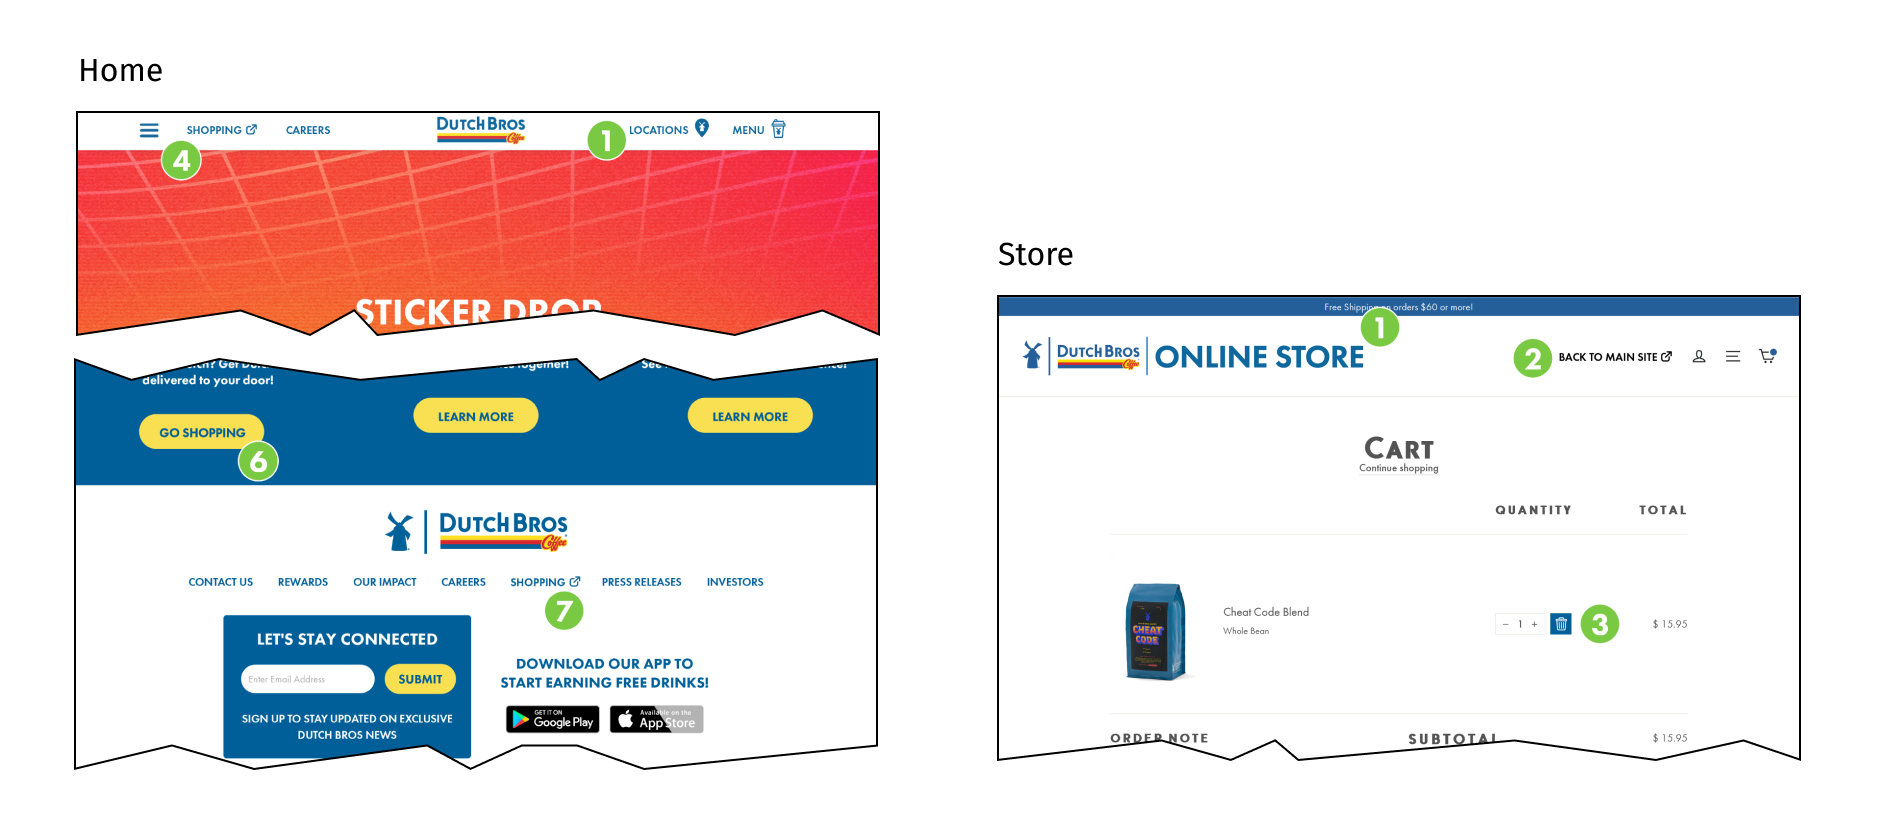 Home
SHOPPING
CAREERS
DUTCH BROS
Coffee
LOCATIONS
MENU
4
1
STICKER DROP
together!
See
delivered to your door!
GO SHOPPING
LEARN MORE
LEARN MORE
6
DUTCH BROS
Coffee
CONTACT US REWARDS OUR IMPACT CAREERS SHOPPING PRESS RELEASES INVESTORS
7
LET'S STAY CONNECTED
Enter Email Address
SUBMIT
SIGN UP TO STAY UPDATED ON EXCLUSIVE
DUTCH BROS NEWS
DOWNLOAD OUR APP TO
START EARNING FREE DRINKS!
GET IT ON
Google Play
Available on the
App Store
Store
Free Shipping on orders $60 or more!
1
DUTCH BROS
Coffee
ONLINE STORE
2
BACK TO MAIN SITE
CART
Continue shopping
QUANTITY TOTAL
CHEAT
CODE
Cheat Code Blend
Whole Bean
− 1 +
3
$ 15.95
ORDER NOTE
SUBTOTAL
$ 15.95